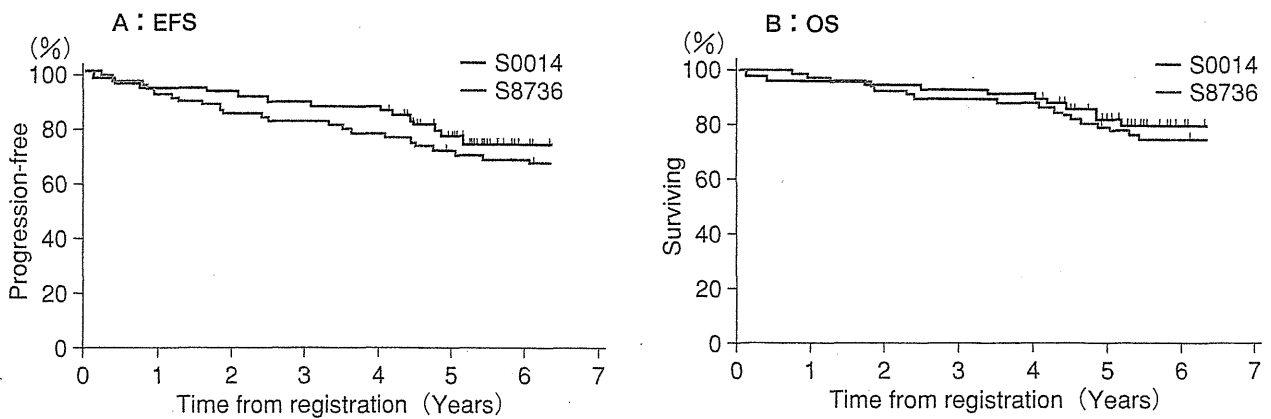 A：EFS
(%)
S0014
S8736
100
80
60
40
20
0
Progression-free
0 1 2 3 4 5 6 7
Time from registration (Years)
B：OS
(%)
S0014
S8736
100
80
60
40
20
0
Surviving
0 1 2 3 4 5 6 7
Time from registration (Years)